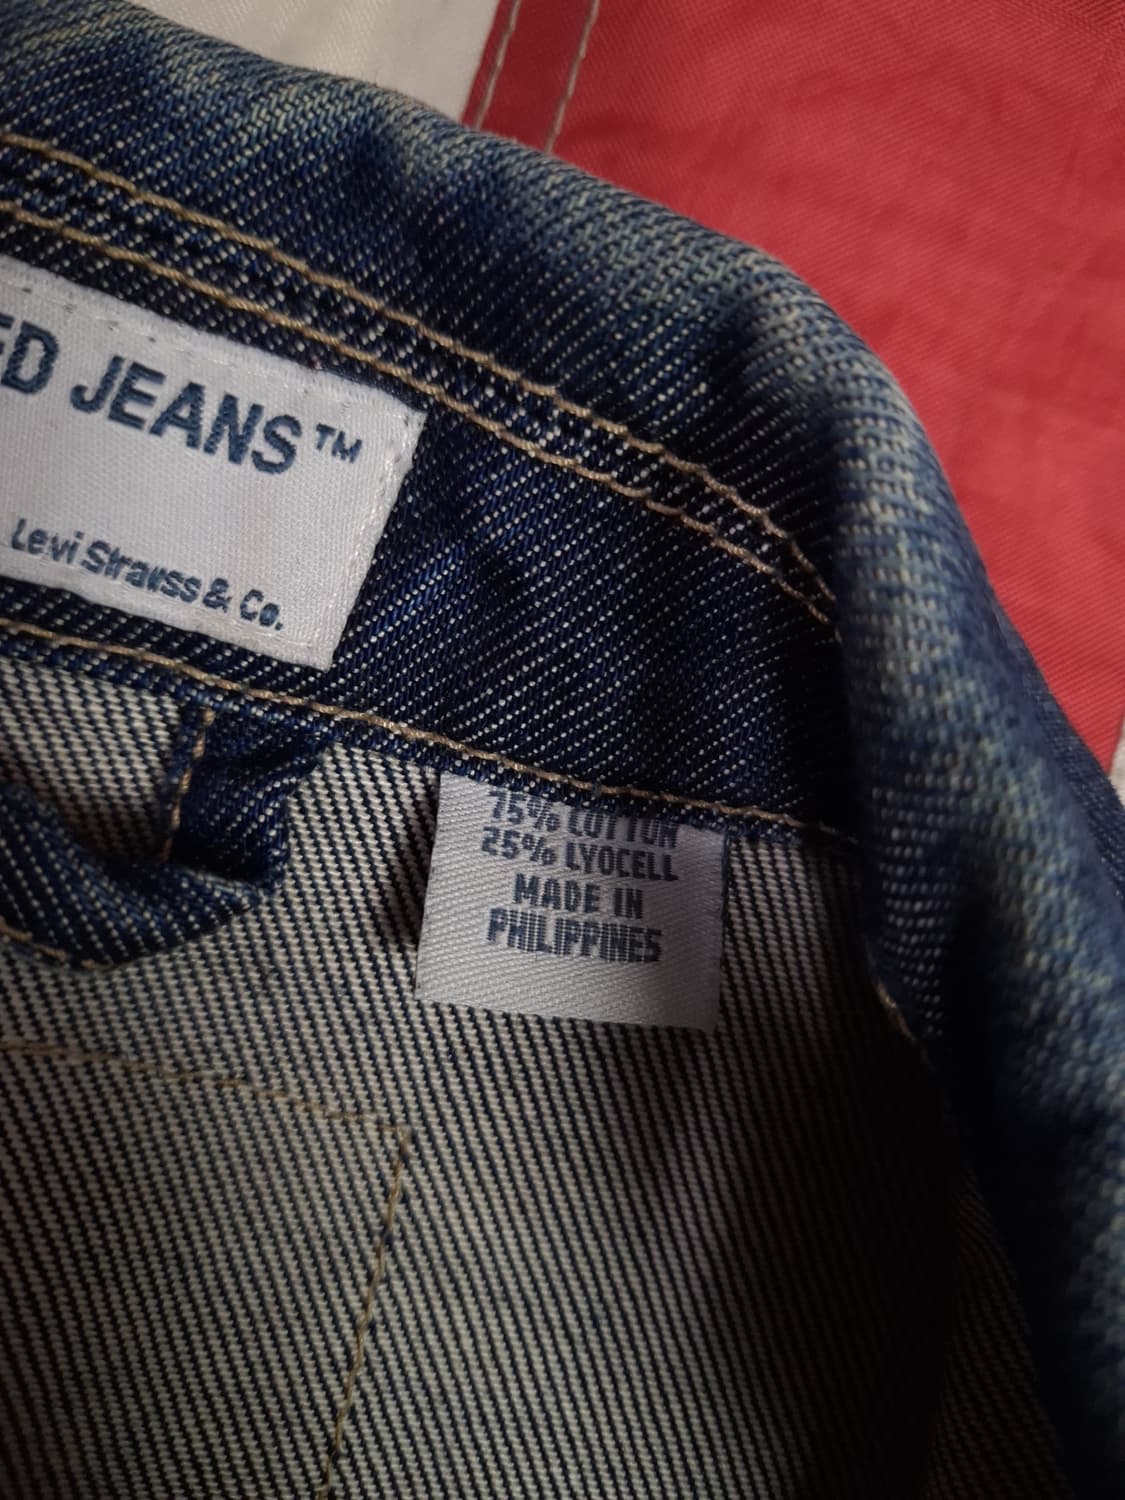 ED JEANS™
Levi Strauss & Co.
75% COTTON
25% LYOCELL
MADE IN
PHILIPPINES